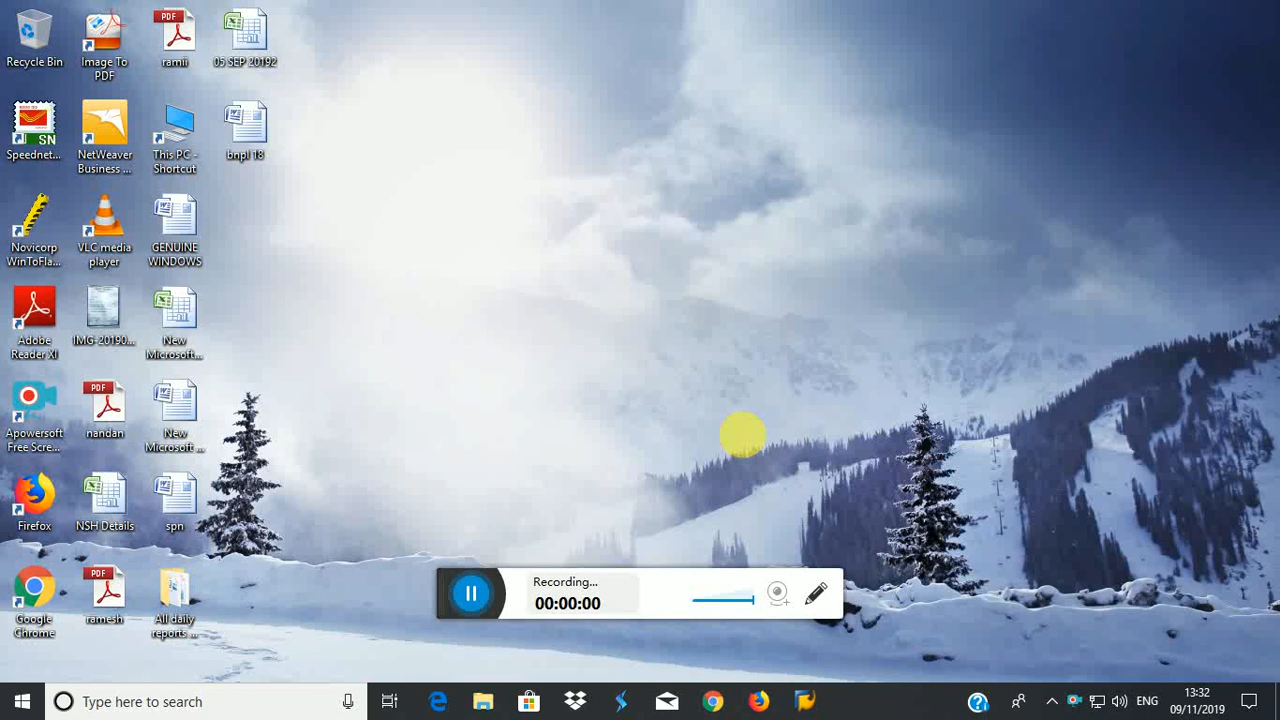 Recycle Bin
Image To
PDF
PDF
ramii
05 SEP 20192
SN
Speednet...
NetWeaver
Business ...
This PC -
Shortcut
bnpl 18
Novicorp
WinToFla...
VLC media
player
GENUINE
WINDOWS
Adobe
Reader XI
IMG-20190...
New
Microsoft...
Apowersoft
Free Scre...
PDF
nandan
New
Microsoft ...
Firefox
NSH Details
spn
Google
Chrome
PDF
ramesh
All daily
reports ...
Recording...
00:00:00
Type here to search
ENG
13:32
09/11/2019